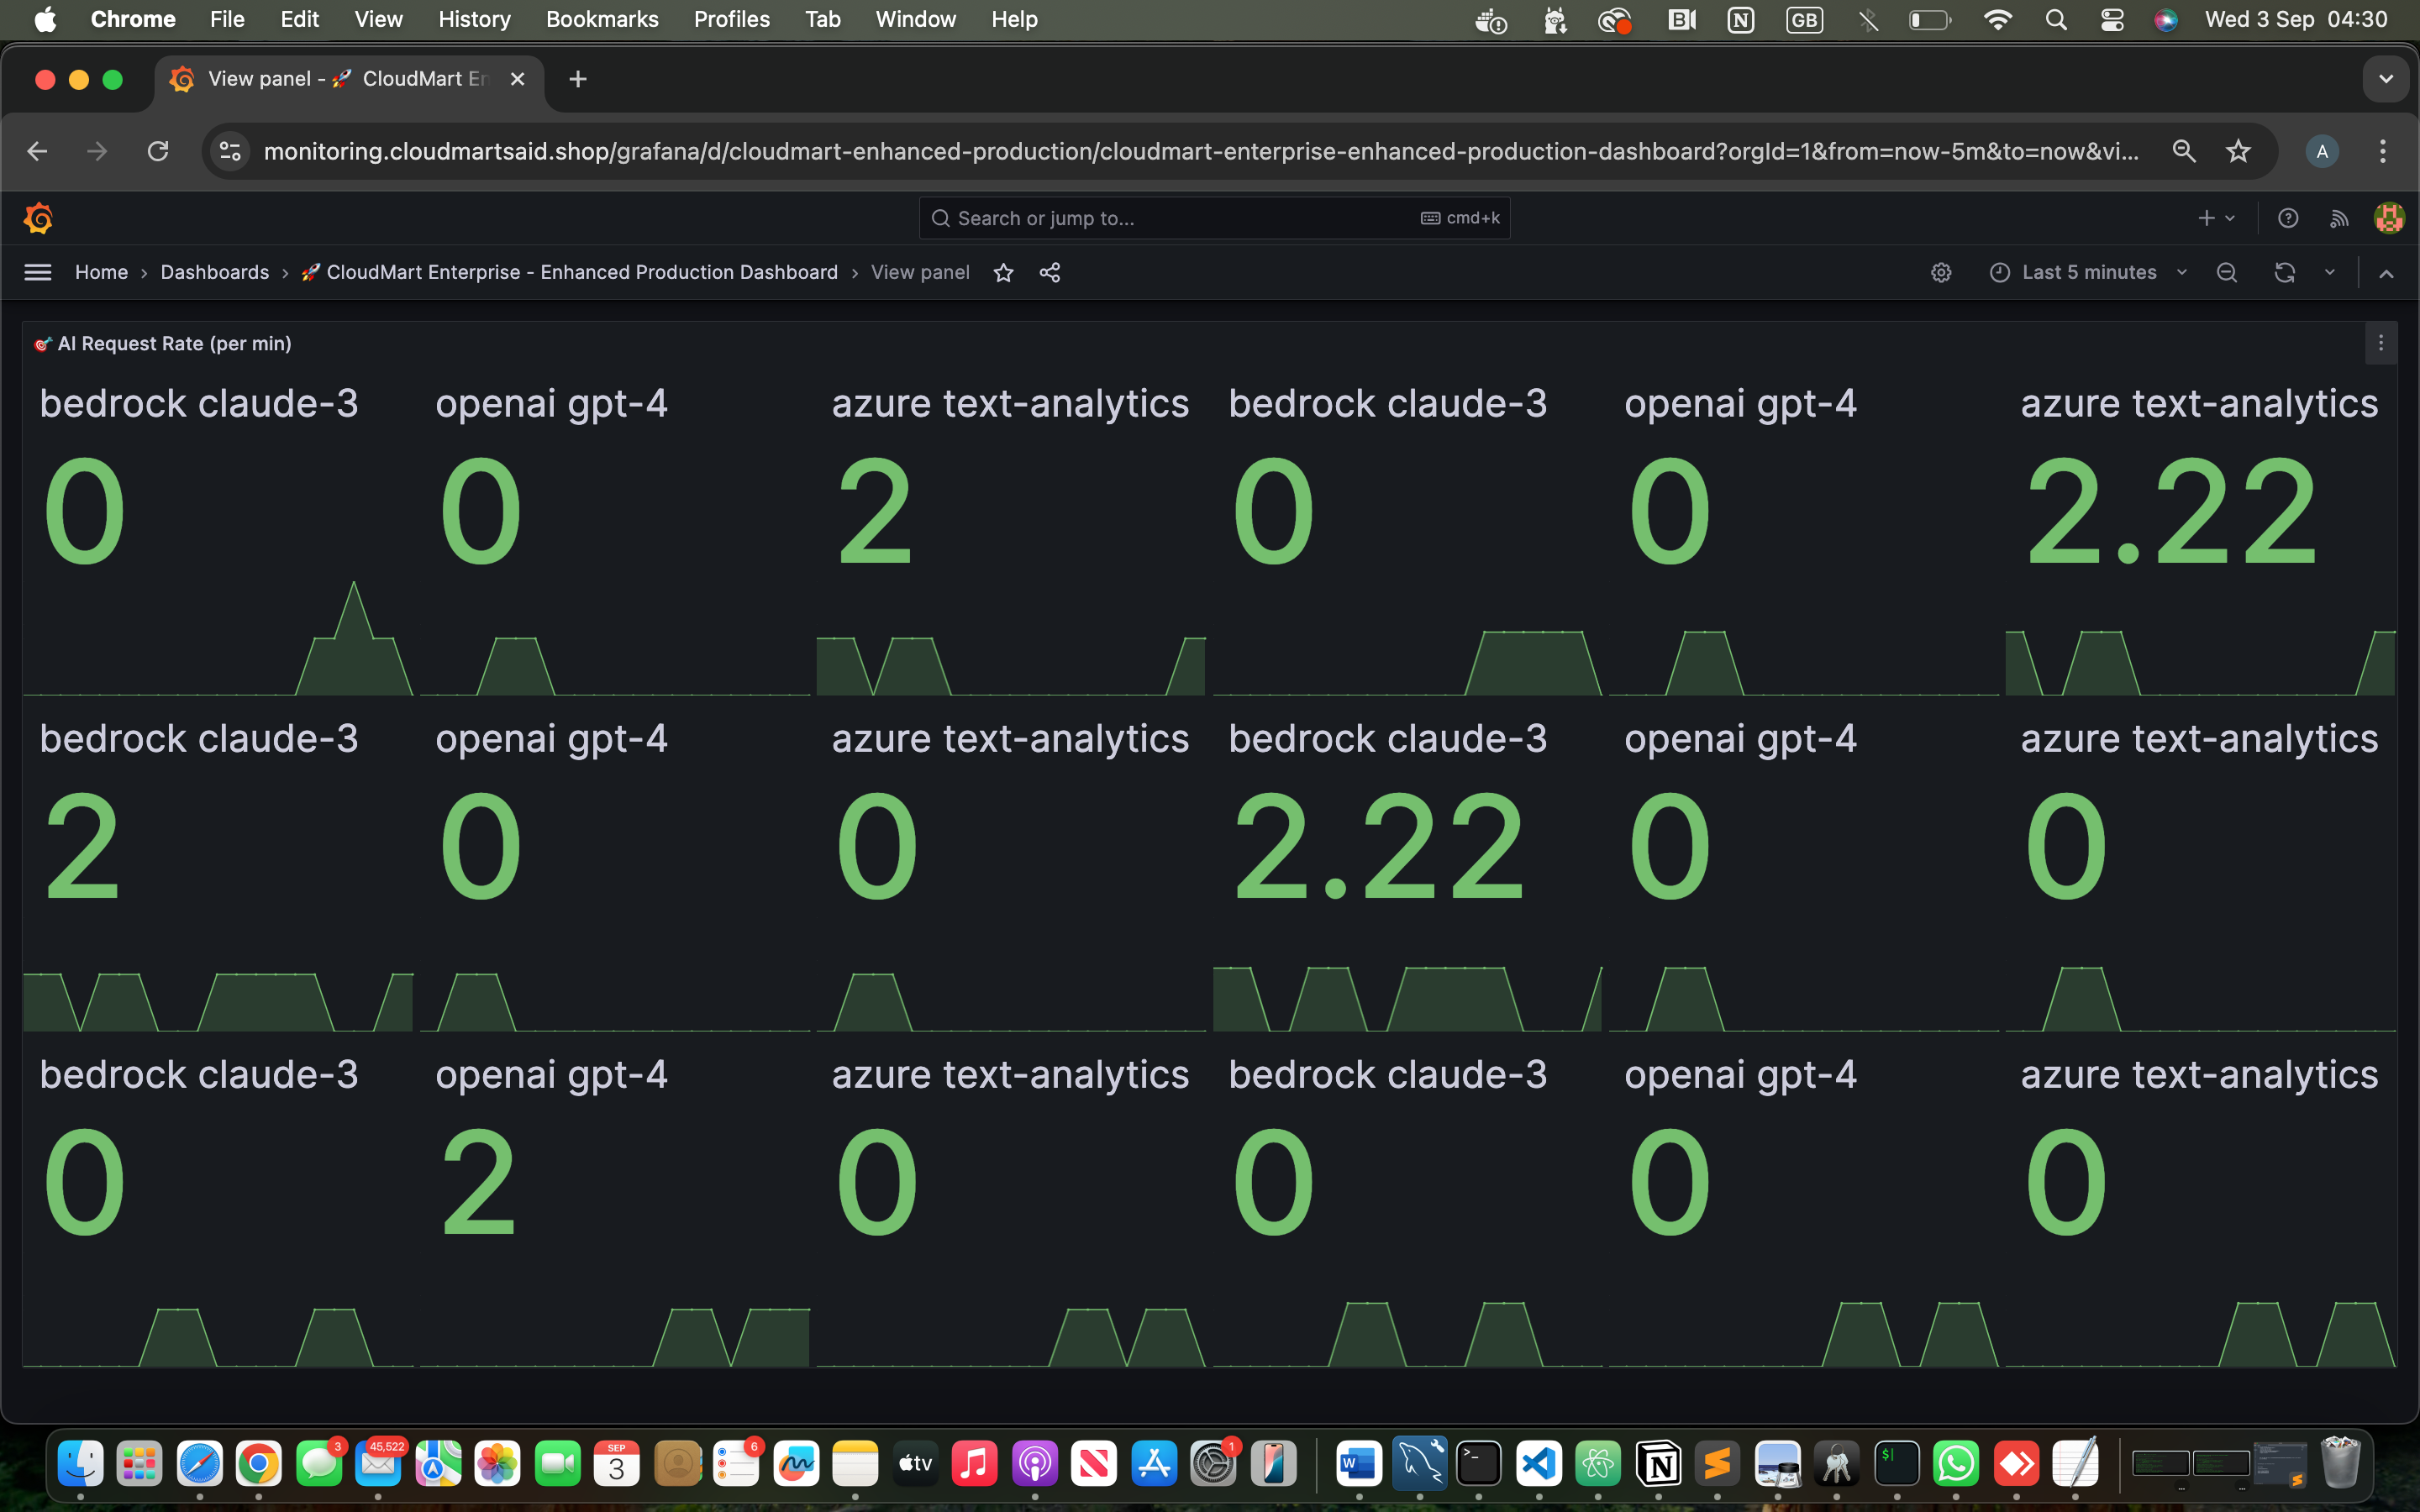 Chrome File Edit View History Bookmarks Profiles Tab Window Help GB Wed 3 Sep 04:30
View panel - 🚀 CloudMart En
monitoring.cloudmartsaid.shop/grafana/d/cloudmart-enhanced-production/cloudmart-enterprise-enhanced-production-dashboard?orgId=1&from=now-5m&to=now&vi... A
Search or jump to... cmd+k
Home › Dashboards › 🚀 CloudMart Enterprise - Enhanced Production Dashboard › View panel Last 5 minutes
🎯 AI Request Rate (per min)
bedrock claude-3 openai gpt-4 azure text-analytics bedrock claude-3 openai gpt-4 azure text-analytics
0 0 2 0 0 2.22
bedrock claude-3 openai gpt-4 azure text-analytics bedrock claude-3 openai gpt-4 azure text-analytics
2 0 0 2.22 0 0
bedrock claude-3 openai gpt-4 azure text-analytics bedrock claude-3 openai gpt-4 azure text-analytics
0 2 0 0 0 0
3 45,522 SEP 3 6 tv 1